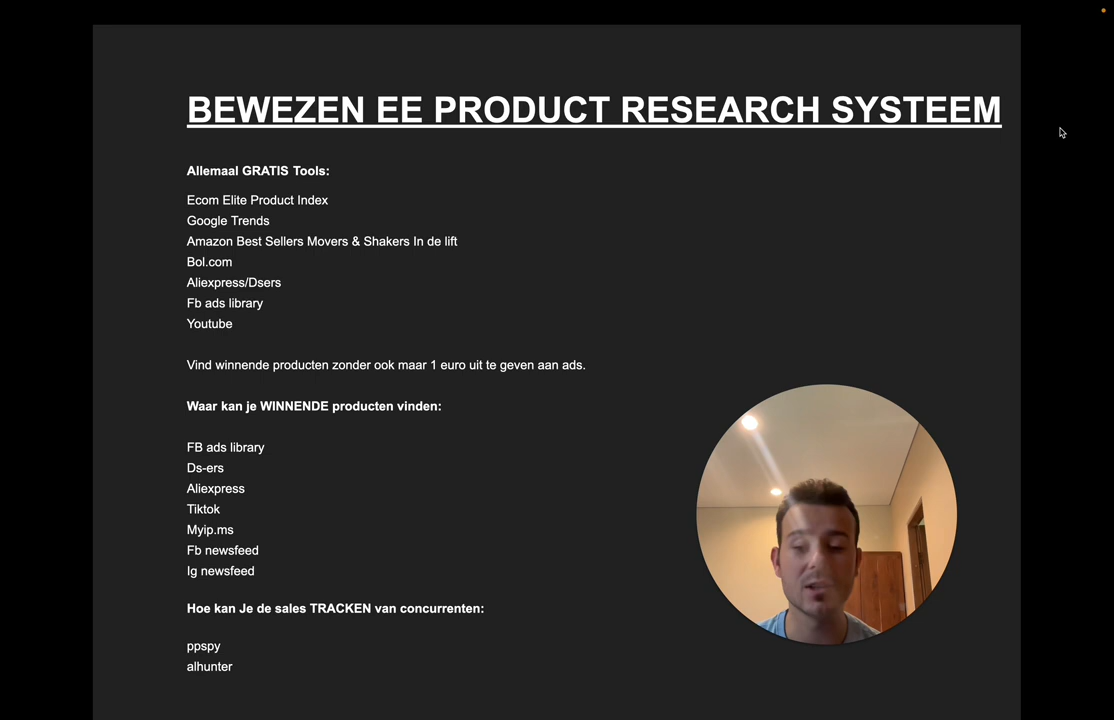 BEWEZEN EE PRODUCT RESEARCH SYSTEEM
Allemaal GRATIS Tools:
Ecom Elite Product Index
Google Trends
Amazon Best Sellers Movers & Shakers In de lift
Bol.com
Aliexpress/Dsers
Fb ads library
Youtube
Vind winnende producten zonder ook maar 1 euro uit te geven aan ads.
Waar kan je WINNENDE producten vinden:
FB ads library
Ds-ers
Aliexpress
Tiktok
Myip.ms
Fb newsfeed
Ig newsfeed
Hoe kan Je de sales TRACKEN van concurrenten:
ppspy
alhunter